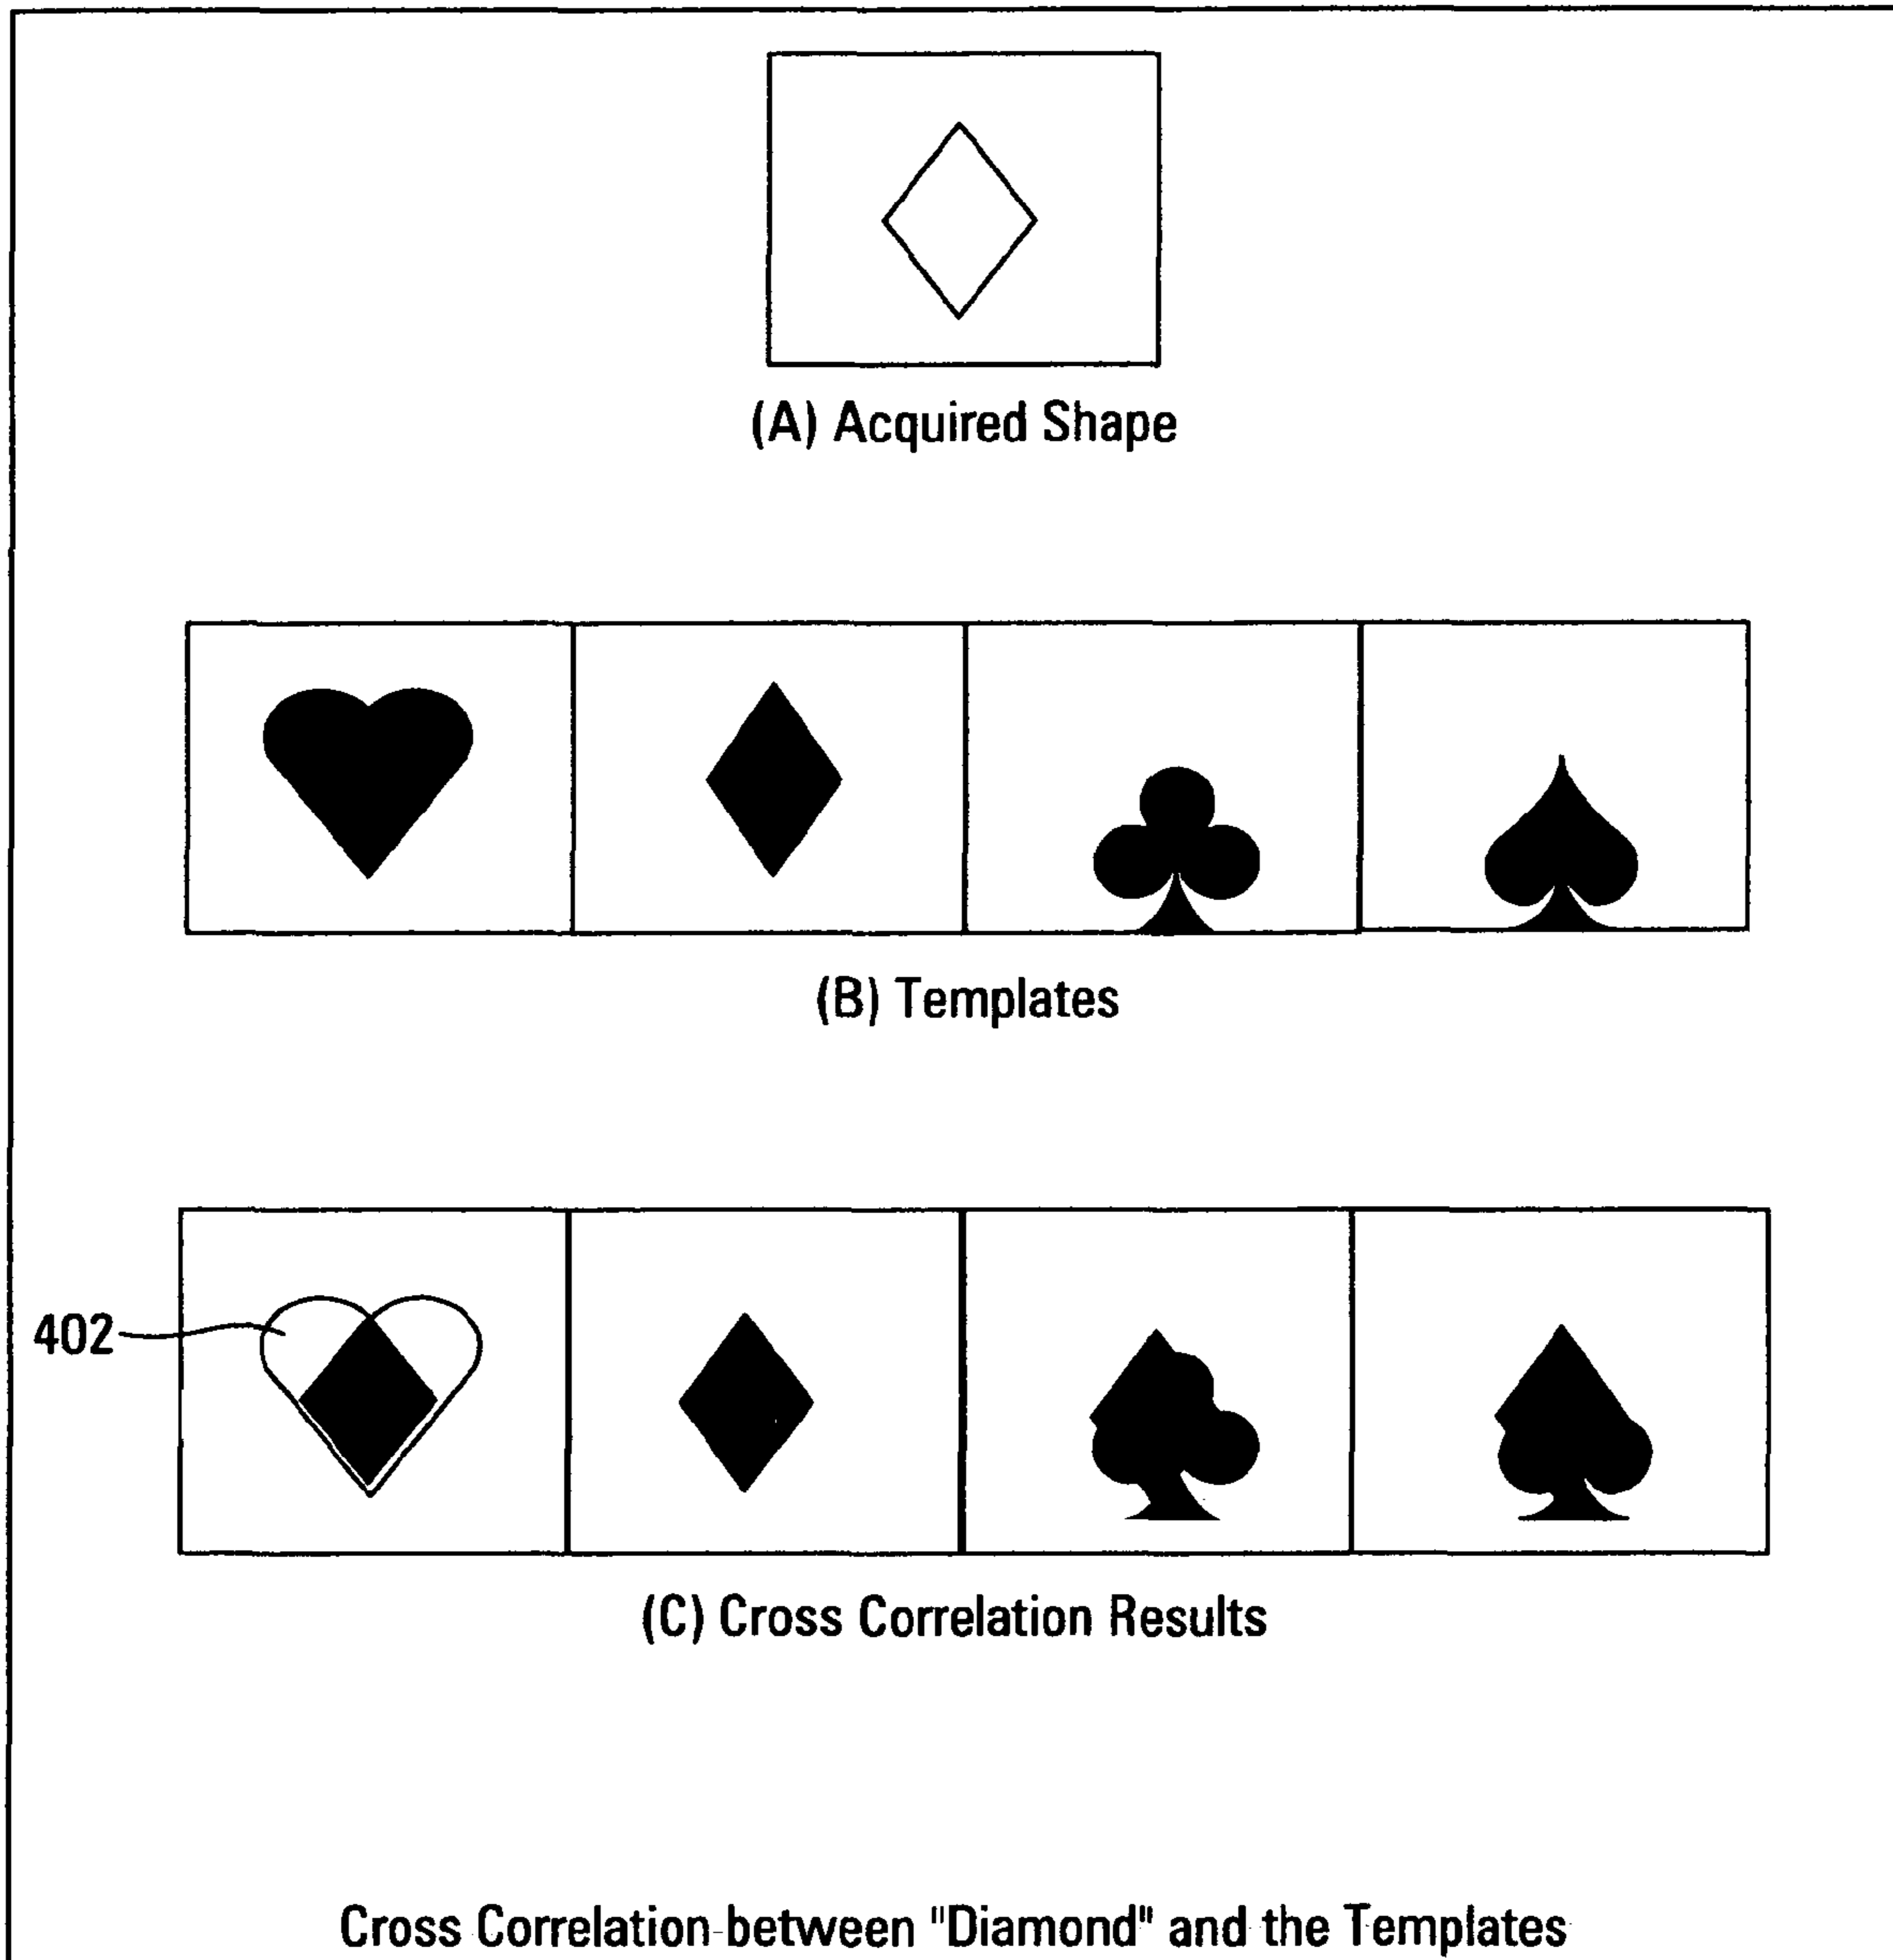 (A) Acquired Shape
(B) Templates
402
(C) Cross Correlation Results
Cross Correlation between "Diamond" and the Templates